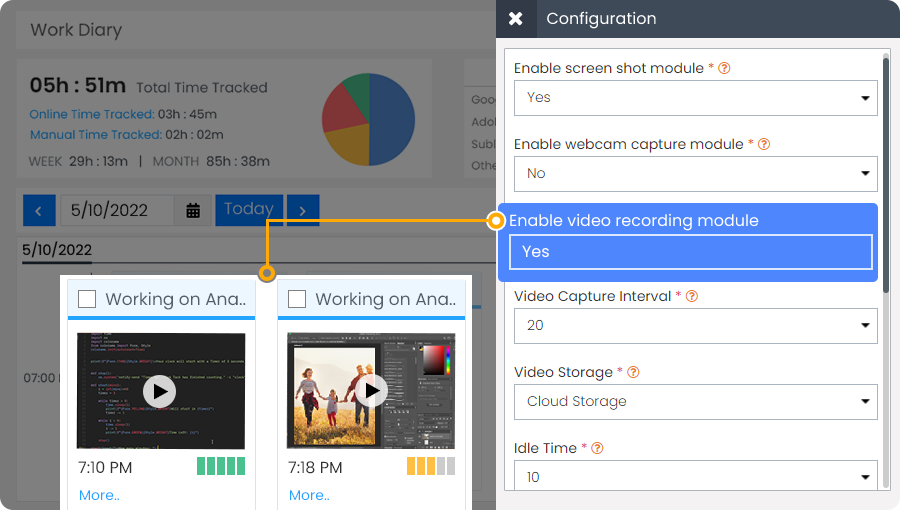 Work Diary
05h : 51m Total Time Tracked
Online Time Tracked: 03h : 45m
Manual Time Tracked: 02h : 02m
WEEK 29h : 13m | MONTH 85h : 38m
Goo
Ado
Subl
Othe
5/10/2022
Today
5/10/2022
07:00
Working on Ana..
7:10 PM
More..
Working on Ana..
7:18 PM
More..
Configuration
Enable screen shot module *
Yes
Enable webcam capture module *
No
Enable video recording module
Yes
Video Capture Interval *
20
Video Storage *
Cloud Storage
Idle Time *
10